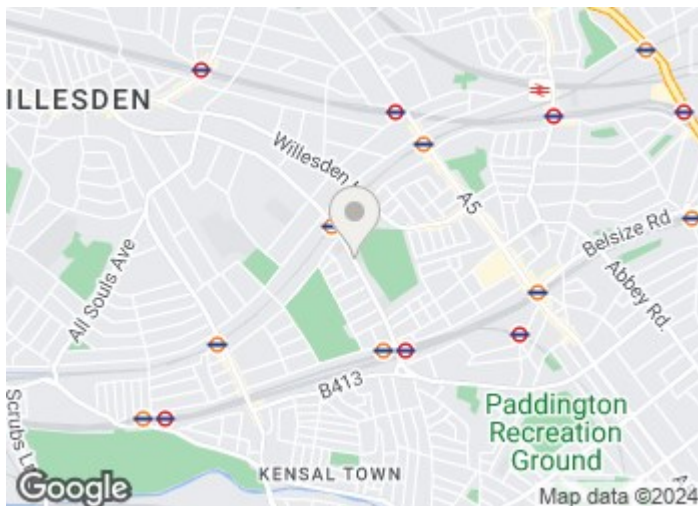 ILLESDEN
Willesden
A5
Belsize Rd
Abbey Rd.
All Souls Ave
B413
Scrubs L
Paddington
Recreation
Ground
KENSAL TOWN
A
Google
Map data ©2024